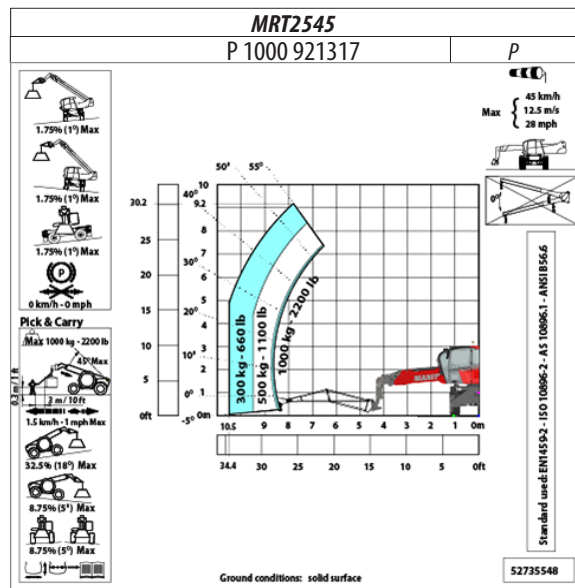 MRT2545
P 1000 921317
P
1.75% (1°) Max
1.75% (1°) Max
1.75% (1°) Max
P
0 km/h - 0 mph
Pick & Carry
Max 1000 kg - 2200 lb
45° Max
0.3 m / 1 ft
3 m / 10 ft
1.5 km/h - 1 mph Max
32.5% (18°) Max
8.75% (5°) Max
8.75% (5°) Max
45 km/h
Max 12.5 m/s
28 mph
0°
50° 55°
40°
30°
20°
10°
0°
-5°
30.2
25
20
15
10
5
0ft
10
9.2
8
7
6
5
4
3
2
1
0m
300 kg - 660 lb
500 kg - 1100 lb
1000 kg - 2200 lb
10.5 9 8 7 6 5 4 3 2 1 0m
34.4 30 25 20 15 10 5 0ft
Standard used: EN1459-2 - ISO 10896-2 - AS 10896.1 - ANSI B56.6
52735548
Ground conditions: solid surface